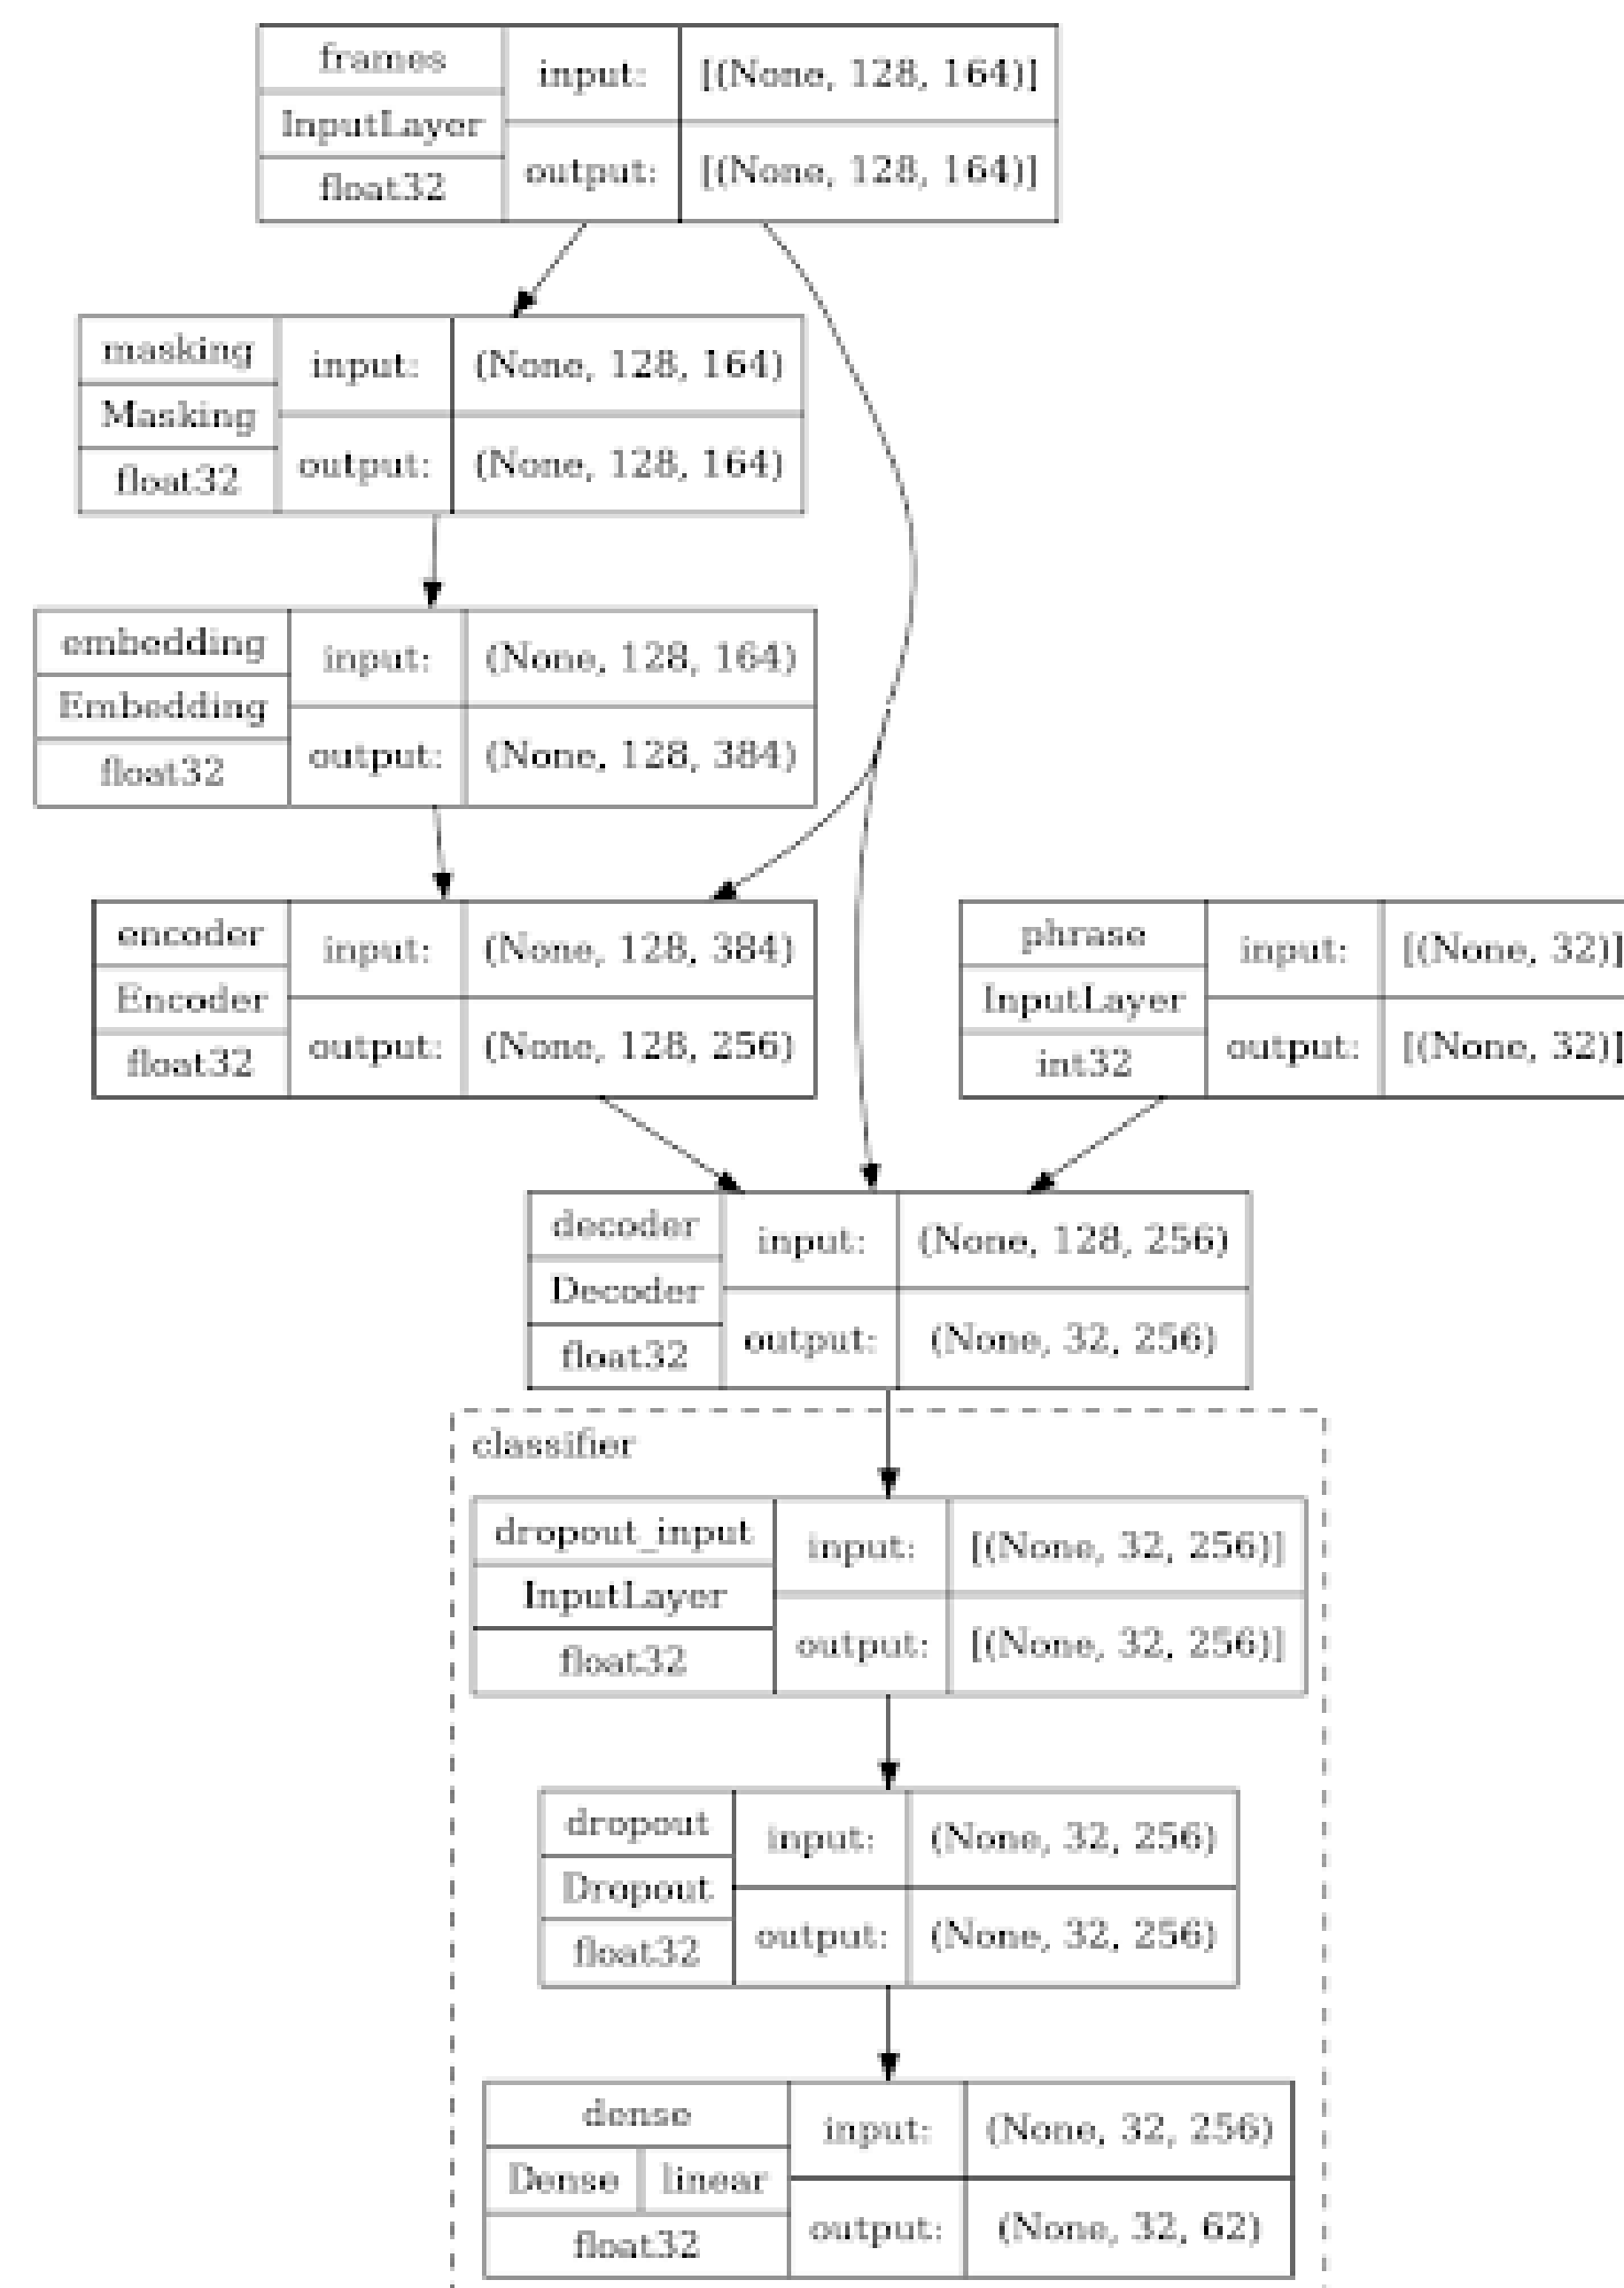 frames
InputLayer
float32
input: [(None, 128, 164)]
output: [(None, 128, 164)]
masking
Masking
float32
input: (None, 128, 164)
output: (None, 128, 164)
embedding
Embedding
float32
input: (None, 128, 164)
output: (None, 128, 384)
encoder
Encoder
float32
input: (None, 128, 384)
output: (None, 128, 256)
phrase
InputLayer
int32
input: [(None, 32)]
output: [(None, 32)]
decoder
Decoder
float32
input: (None, 128, 256)
output: (None, 32, 256)
classifier
dropout_input
InputLayer
float32
input: [(None, 32, 256)]
output: [(None, 32, 256)]
dropout
Dropout
float32
input: (None, 32, 256)
output: (None, 32, 256)
dense
Dense linear
float32
input: (None, 32, 256)
output: (None, 32, 62)